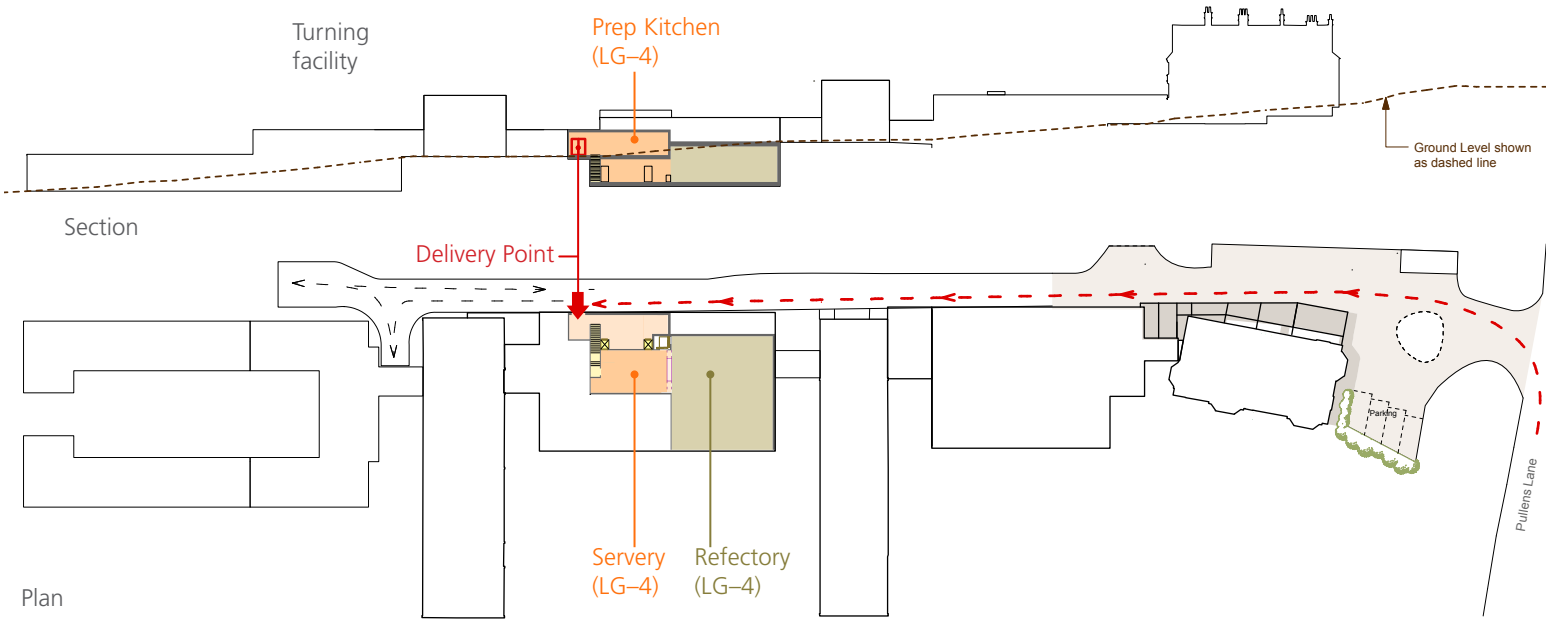 Turning
facility
Prep Kitchen
(LG–4)
Ground Level shown
as dashed line
Section
Delivery Point
Parking
Pullens Lane
Servery
(LG–4)
Refectory
(LG–4)
Plan